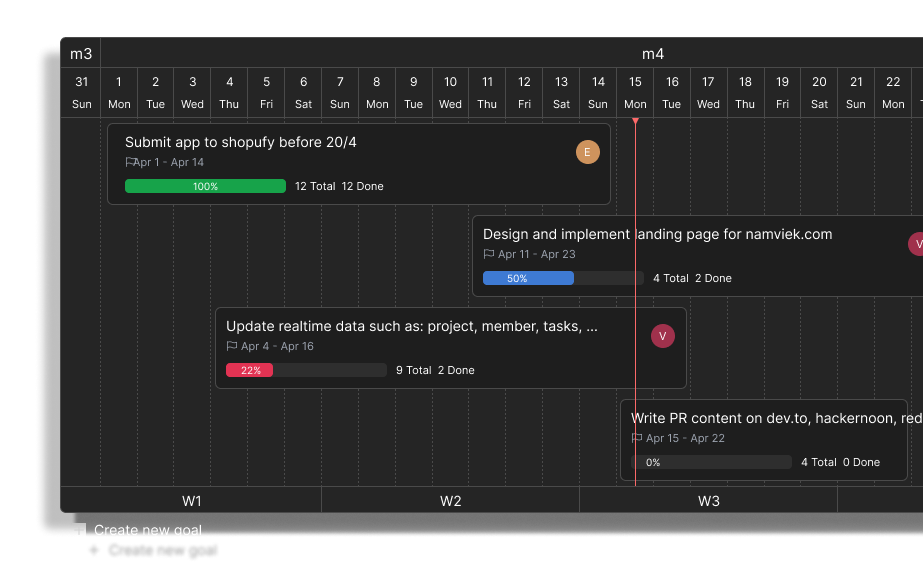 m3 m4
31 1 2 3 4 5 6 7 8 9 10 11 12 13 14 15 16 17 18 19 20 21 22
Sun Mon Tue Wed Thu Fri Sat Sun Mon Tue Wed Thu Fri Sat Sun Mon Tue Wed Thu Fri Sat Sun Mon
Submit app to shopufy before 20/4
E
Apr 1 - Apr 14
100% 12 Total 12 Done
Design and implement landing page for namviek.com
V
Apr 11 - Apr 23
50% 4 Total 2 Done
Update realtime data such as: project, member, tasks, ...
V
Apr 4 - Apr 16
22% 9 Total 2 Done
Write PR content on dev.to, hackernoon, red
Apr 15 - Apr 22
0% 4 Total 0 Done
W1 W2 W3
Create new goal
+ Create new goal